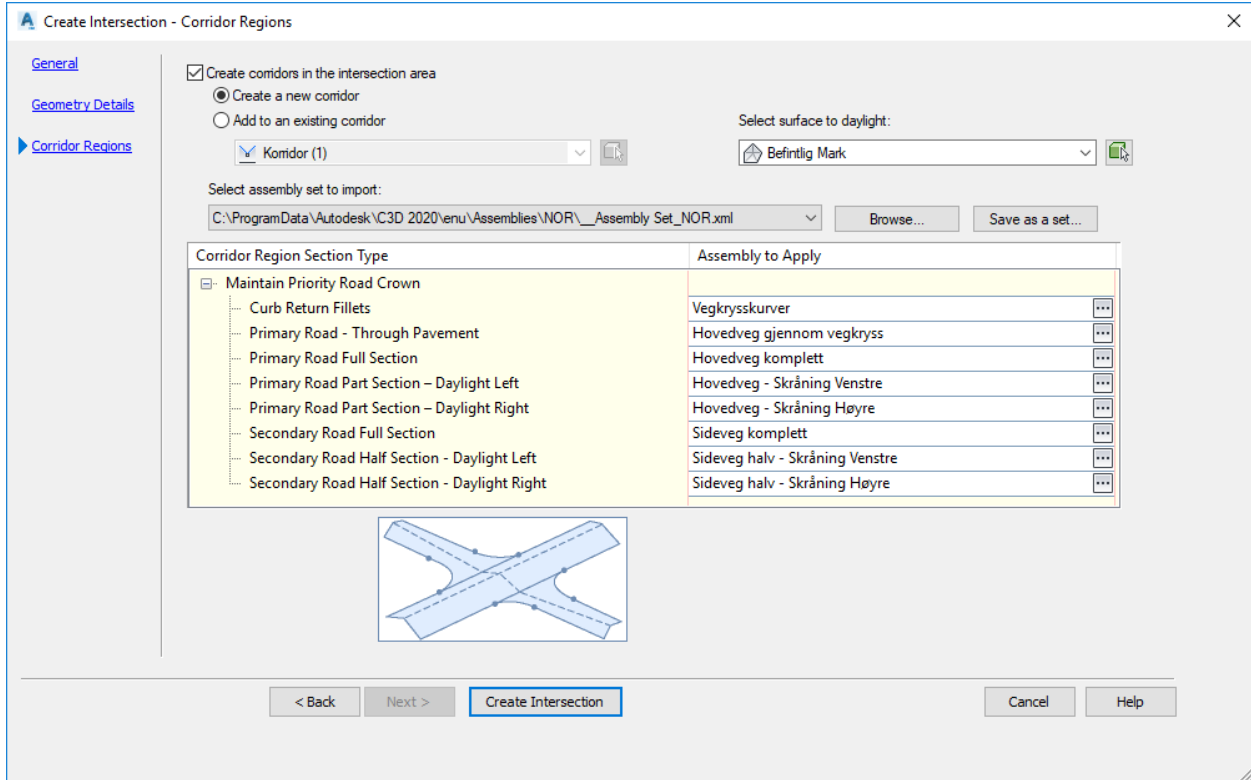 Create Intersection - Corridor Regions
General
Geometry Details
Corridor Regions
Create corridors in the intersection area
Create a new corridor
Add to an existing corridor
Select surface to daylight:
Korridor (1)
Befintlig Mark
Select assembly set to import:
C:\ProgramData\Autodesk\C3D 2020\enu\Assemblies\NOR\__Assembly Set_NOR.xml
Browse...
Save as a set...
Corridor Region Section Type Assembly to Apply
Maintain Priority Road Crown
Curb Return Fillets Vegkrysskurver
Primary Road - Through Pavement Hovedveg gjennom vegkryss
Primary Road Full Section Hovedveg komplett
Primary Road Part Section – Daylight Left Hovedveg - Skråning Venstre
Primary Road Part Section – Daylight Right Hovedveg - Skråning Høyre
Secondary Road Full Section Sideveg komplett
Secondary Road Half Section - Daylight Left Sideveg halv - Skråning Venstre
Secondary Road Half Section - Daylight Right Sideveg halv - Skråning Høyre
< Back
Next >
Create Intersection
Cancel
Help